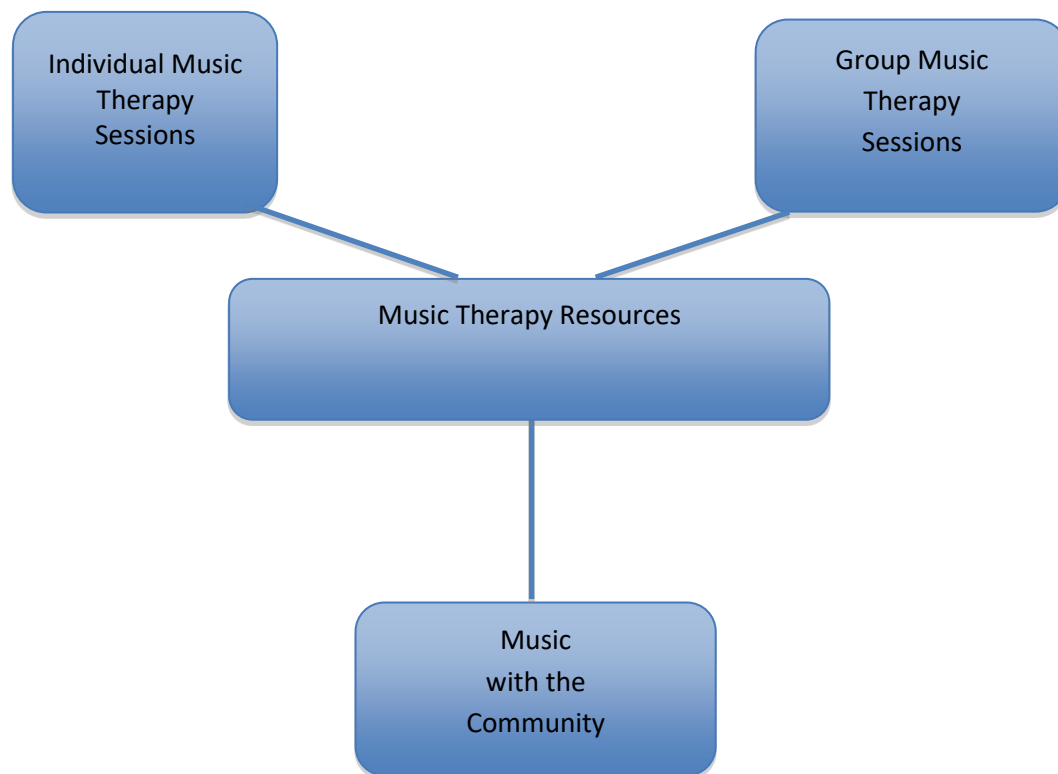 Individual Music
Therapy
Sessions
Group Music
Therapy
Sessions
Music Therapy Resources
Music
with the
Community